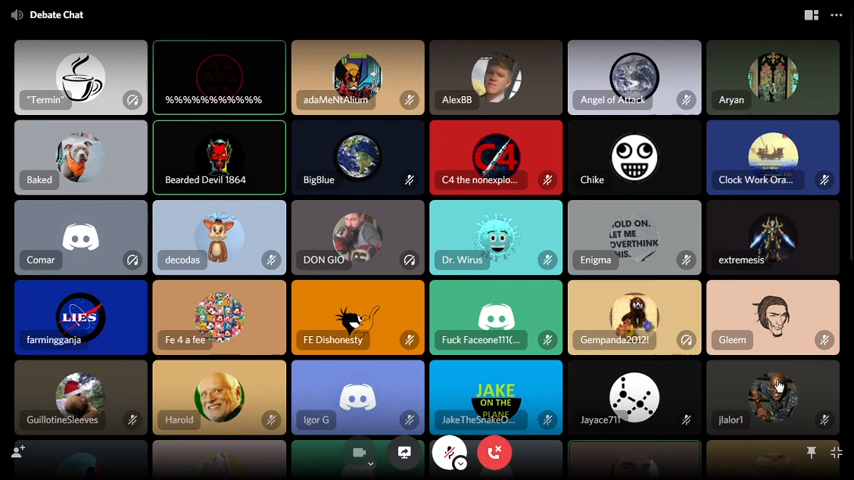 Debate Chat
"Termin"
%%%%%%%%%%%
adaMeNtAlium
AlexBB
Angel of Attack
Aryan
Baked
Bearded Devil 1864
BigBlue
C4
C4 the nonexplo...
Chike
Clock Work Ora...
Comar
decodas
DON GIO
Dr. Wirus
HOLD ON.
LET ME
OVERTHINK
THIS.
Enigma
extremesis
LIES
farmingganja
Fe 4 a fee
FE Dishonesty
Fuck Faceone111(...
Gempanda2012!
Gleem
GuillotineSleeves
Harold
Igor G
JAKE
ON THE
PLANE
JakeTheSnakeO...
Jayace711
jlalor1